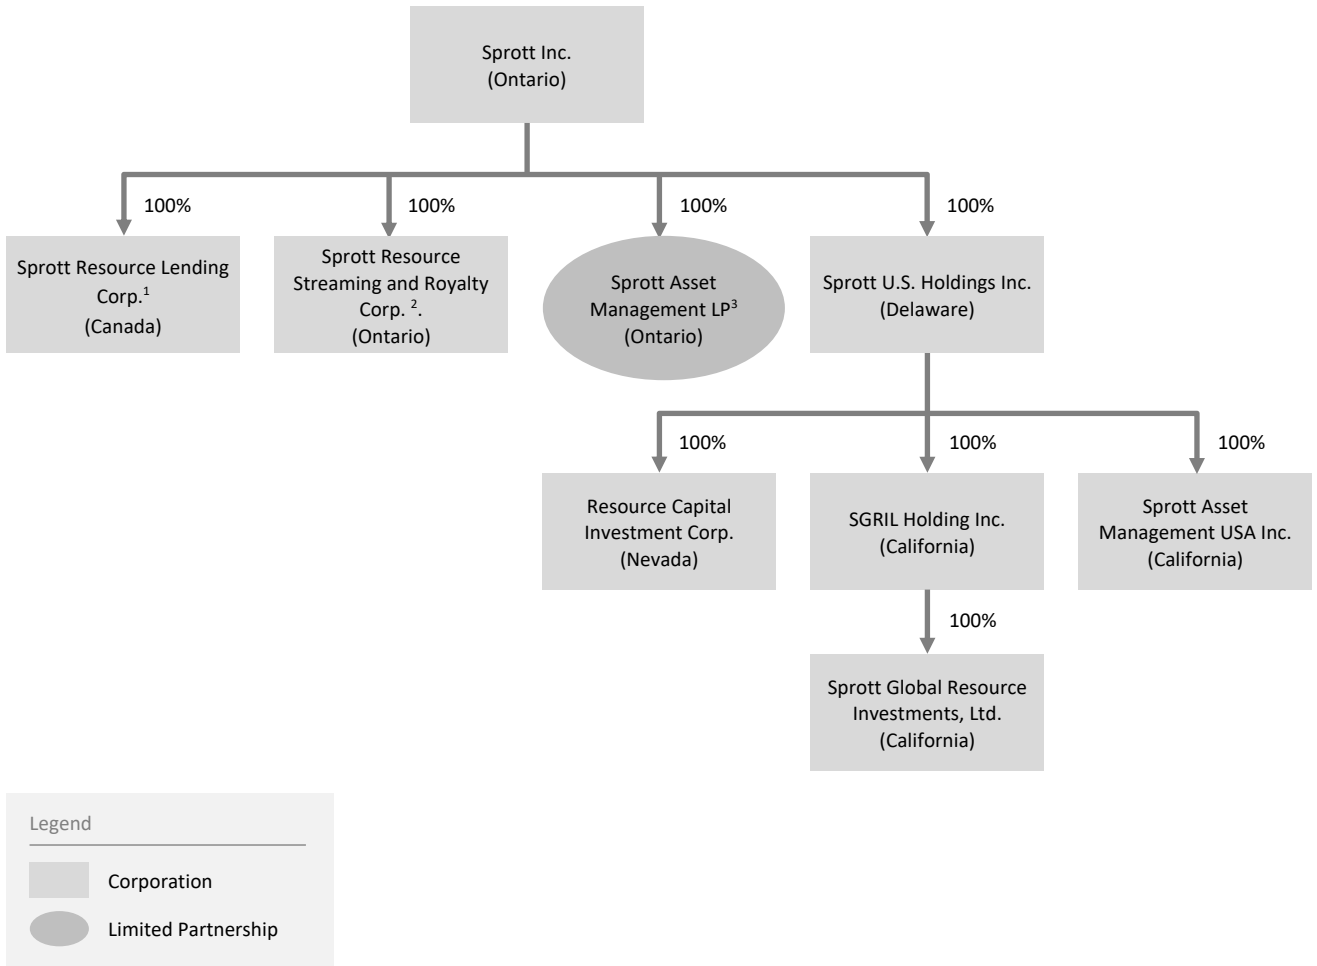 Sprott Inc.
(Ontario)
100%
100%
100%
100%
Sprott Resource Lending
Corp.¹
(Canada)
Sprott Resource
Streaming and Royalty
Corp. ².
(Ontario)
Sprott Asset
Management LP³
(Ontario)
Sprott U.S. Holdings Inc.
(Delaware)
100%
100%
100%
Resource Capital
Investment Corp.
(Nevada)
SGRIL Holding Inc.
(California)
Sprott Asset
Management USA Inc.
(California)
100%
Sprott Global Resource
Investments, Ltd.
(California)
Legend
Corporation
Limited Partnership